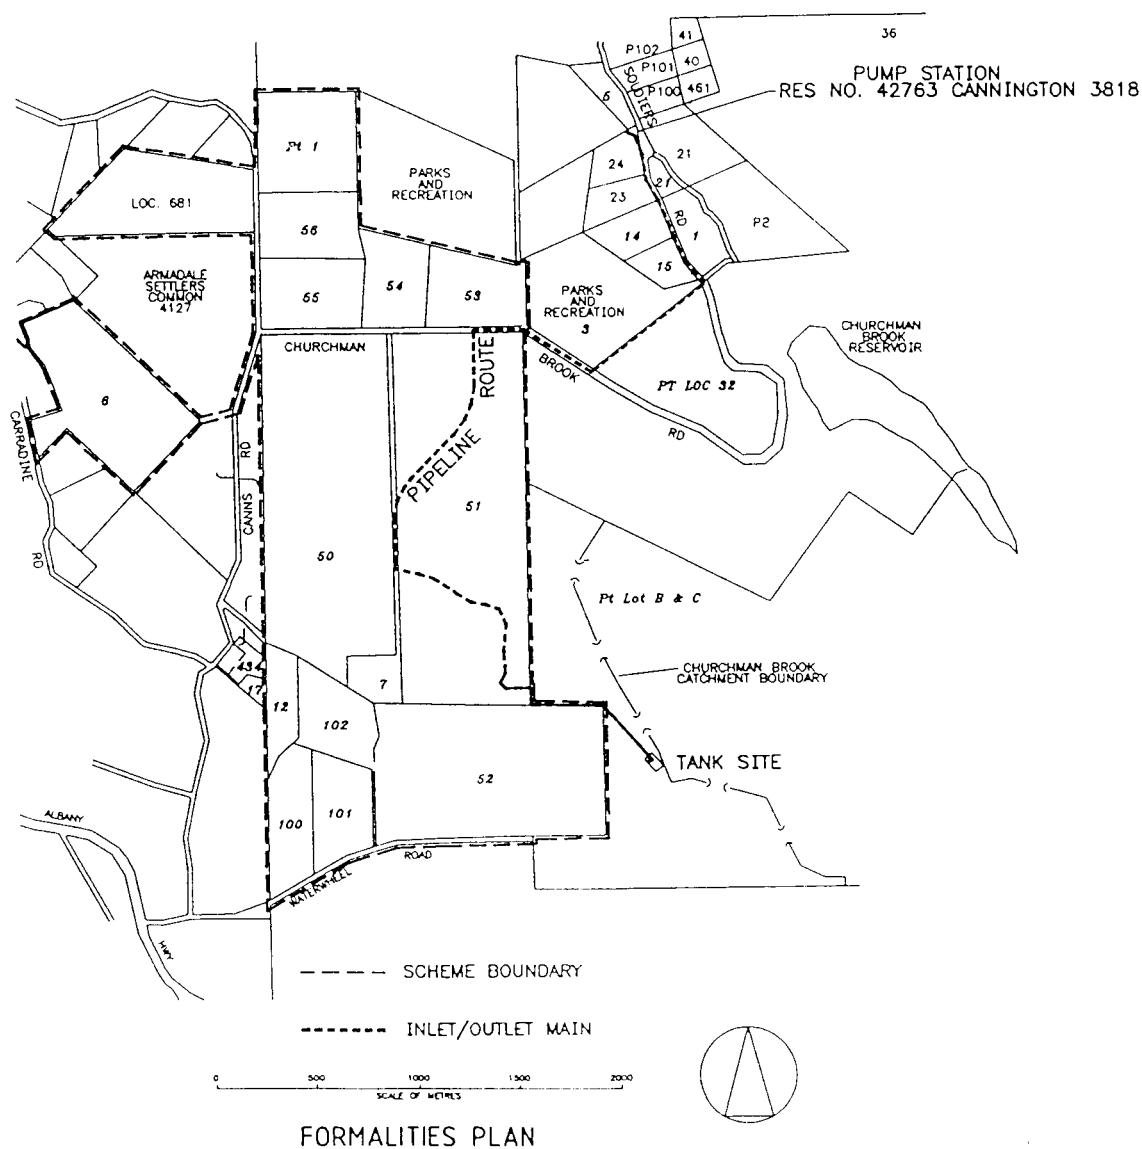 41
36
P102
P101
40
P100
461
SOLDIERS
6
PUMP STATION
RES NO. 42763 CANNINGTON 3818
Pt 1
PARKS
AND
RECREATION
LOC. 681
24
21
21
23
RD
14
1
P2
15
56
55
54
53
ARMADALE
SETTLERS
COMMON
4127
PARKS
AND
RECREATION
3
CHURCHMAN
BROOK
RD
CHURCHMAN
BROOK
RESERVOIR
PT LOC 32
ROUTE
PIPELINE
6
CARRADINE
RD
CANNS
RD
50
51
Pt Lot B & C
CHURCHMAN BROOK
CATCHMENT BOUNDARY
434
17
12
7
102
52
TANK SITE
100
101
ALBANY
HWY
WATERWHEEL
ROAD
SCHEME BOUNDARY
INLET/OUTLET MAIN
0 500 1000 1500 2000
SCALE OF METRES
FORMALITIES PLAN